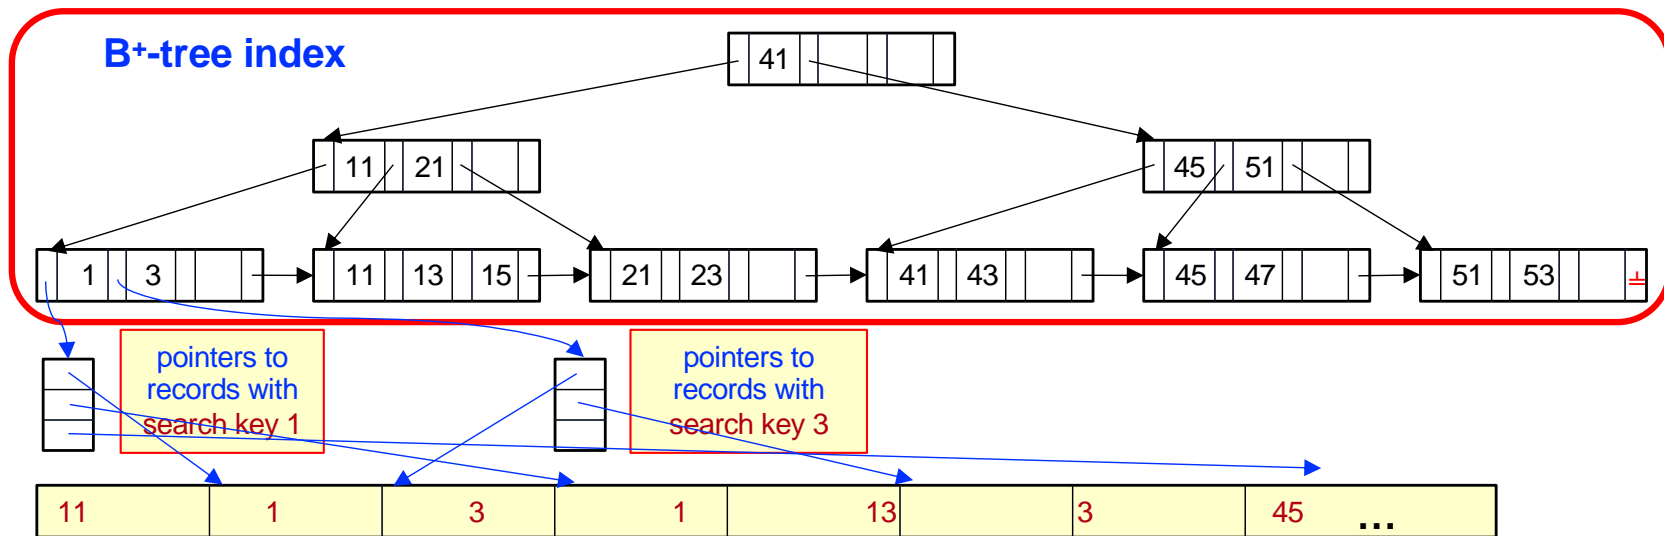 B+-tree index
41
11 21
45 51
1 3
11 13 15
21 23
41 43
45 47
51 53
pointers to
records with
search key 1
pointers to
records with
search key 3
11 1 3 1 13 3 45 ...